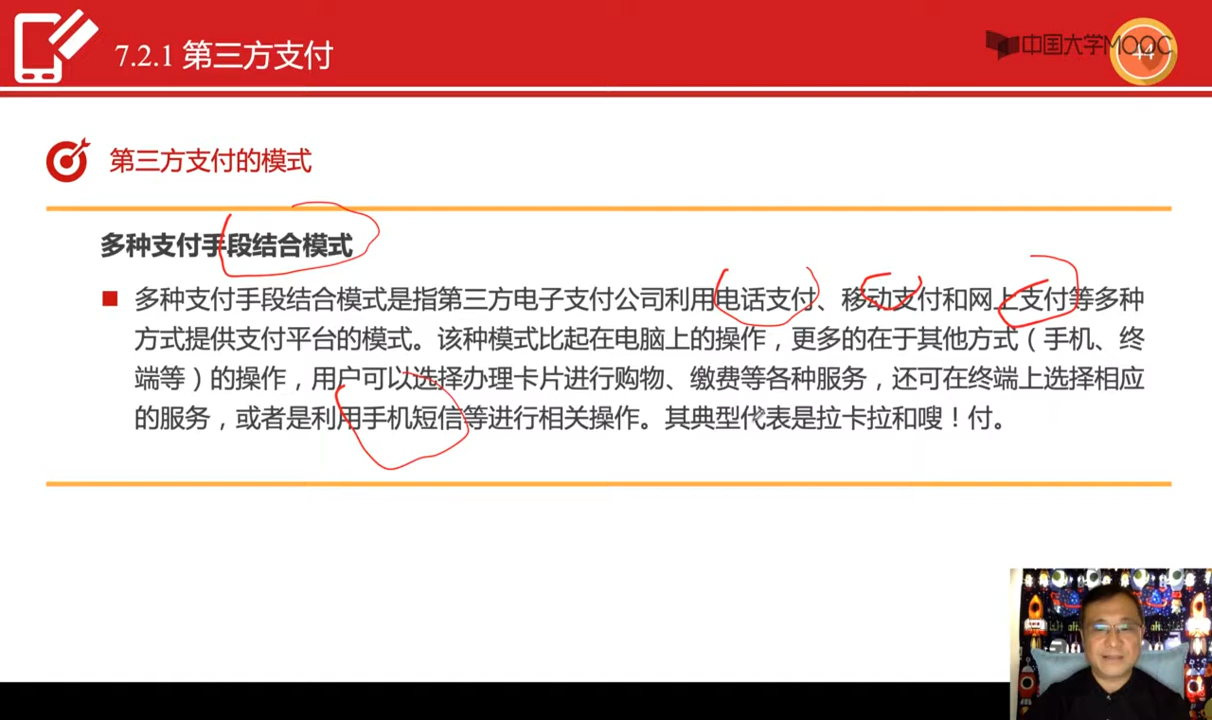 7.2.1 第三方支付
中国大学MOOC
44
第三方支付的模式
多种支付手段结合模式
多种支付手段结合模式是指第三方电子支付公司利用电话支付、移动支付和网上支付等多种
方式提供支付平台的模式。该种模式比起在电脑上的操作，更多的在于其他方式（手机、终
端等）的操作，用户可以选择办理卡片进行购物、缴费等各种服务，还可在终端上选择相应
的服务，或者是利用手机短信等进行相关操作。其典型代表是拉卡拉和嗖！付。